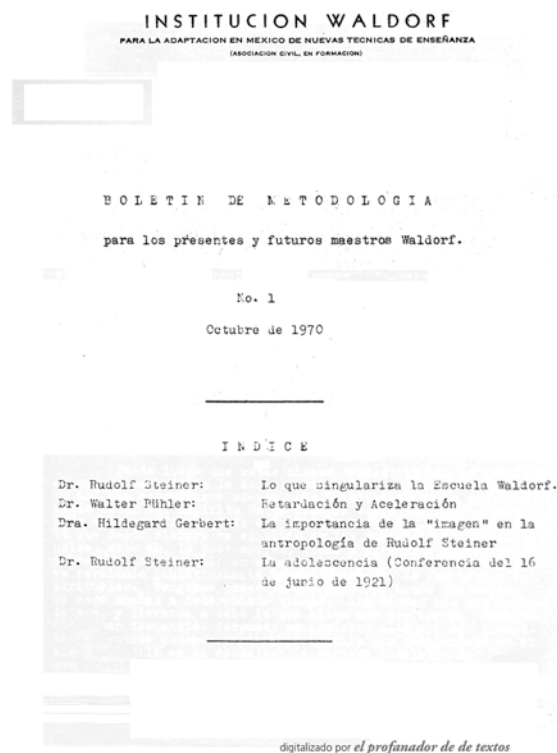 INSTITUCION WALDORF
PARA LA ADAPTACION EN MEXICO DE NUEVAS TECNICAS DE ENSEÑANZA
(ASOCIACION CIVIL, EN FORMACION)
BOLETIN DE METODOLOGIA
para los presentes y futuros maestros Waldorf.
No. 1
Octubre de 1970
INDICE
Dr. Rudolf Steiner: Lo que singulariza la Escuela Waldorf.
Dr. Walter Bühler: Retardación y Aceleración
Dra. Hildegard Gerbert: La importancia de la "imagen" en la
antropología de Rudolf Steiner
Dr. Rudolf Steiner: La adolescencia (Conferencia del 16
de junio de 1921)
digitalizado por el profanador de de textos